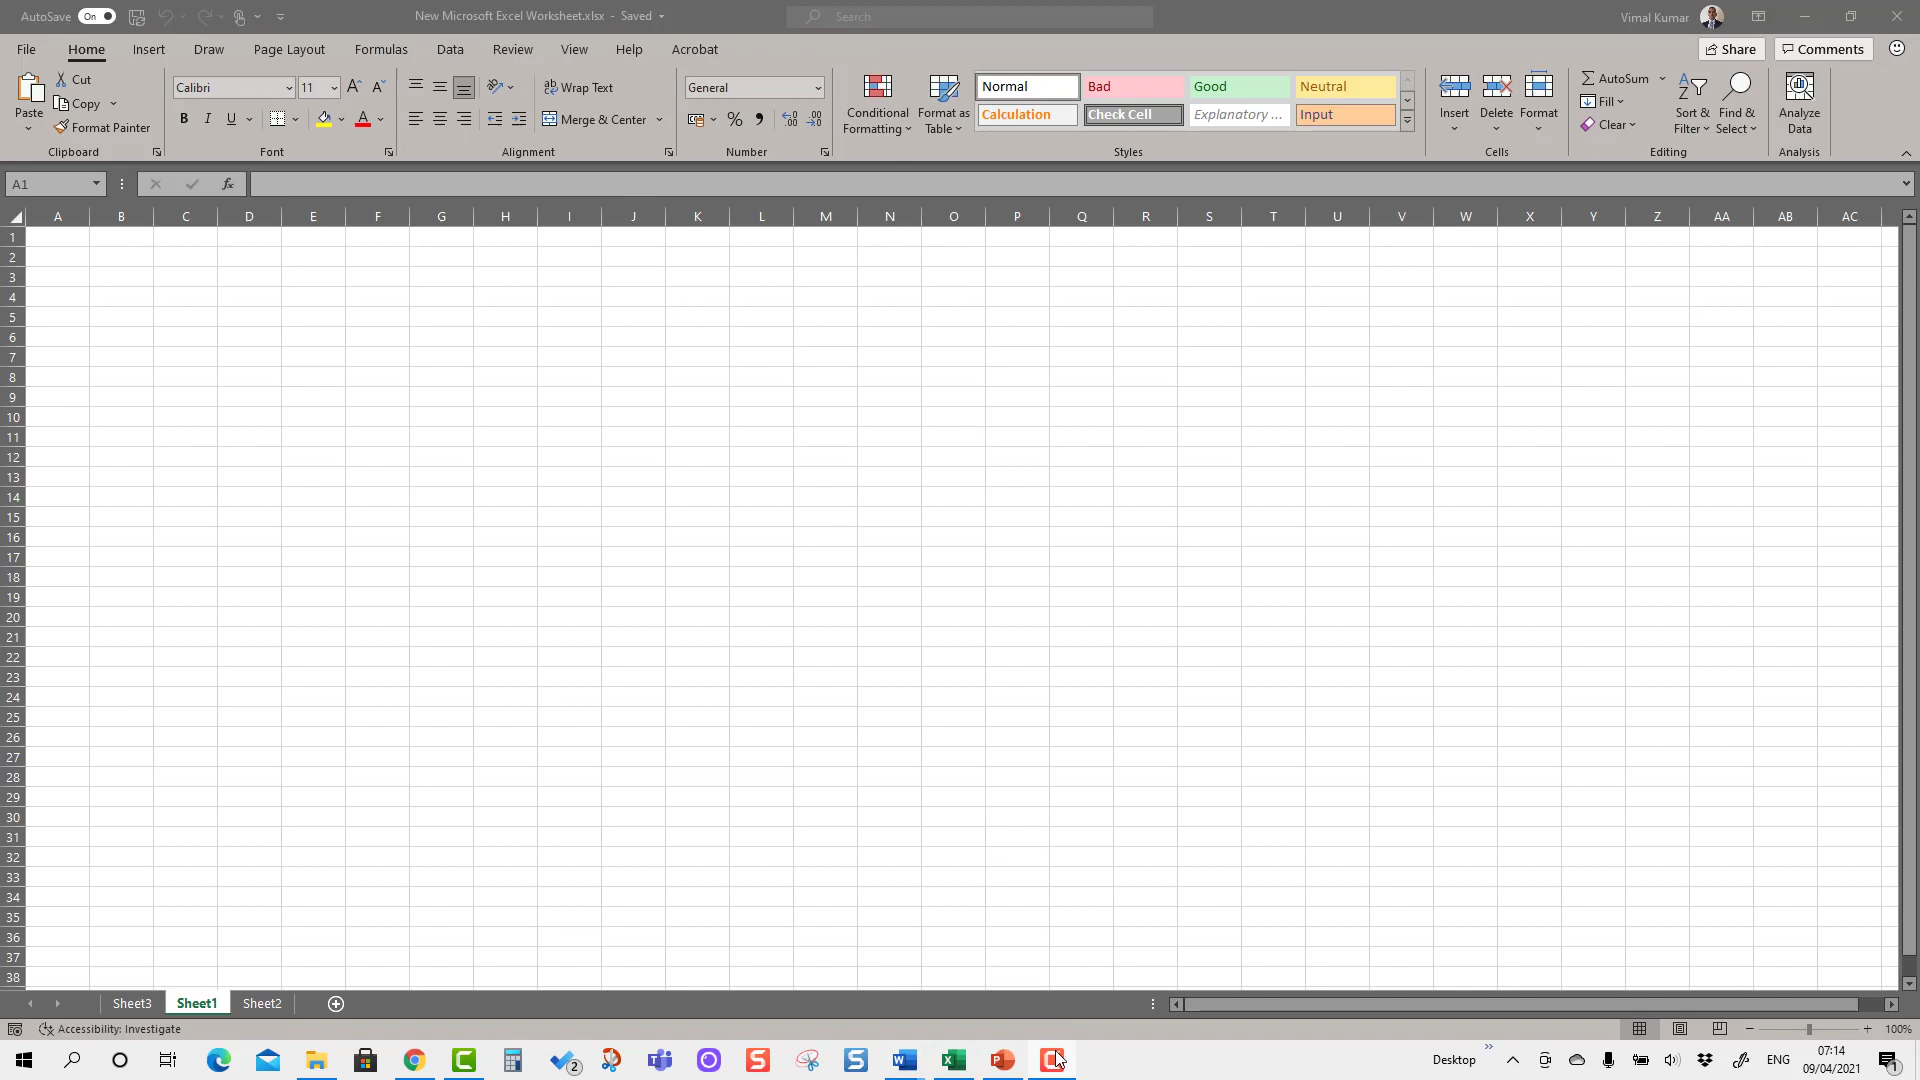 AutoSave On New Microsoft Excel Worksheet.xlsx - Saved Search Vimal Kumar
File Home Insert Draw Page Layout Formulas Data Review View Help Acrobat Share Comments
Paste Cut Copy Format Painter Clipboard
Calibri 11 B I U A A Font
Wrap Text Merge & Center Alignment
General % Number
Conditional Formatting Format as Table
Normal Bad Good Neutral
Calculation Check Cell Explanatory ... Input
Styles
Insert Delete Format Cells
AutoSum Fill Clear Sort & Filter Find & Select Editing
Analyze Data Analysis
A1 fx
A B C D E F G H I J K L M N O P Q R S T U V W X Y Z AA AB AC
1
2
3
4
5
6
7
8
9
10
11
12
13
14
15
16
17
18
19
20
21
22
23
24
25
26
27
28
29
30
31
32
33
34
35
36
37
38
Sheet3 Sheet1 Sheet2
Accessibility: Investigate 100%
2 Desktop ENG 07:14
09/04/2021 1